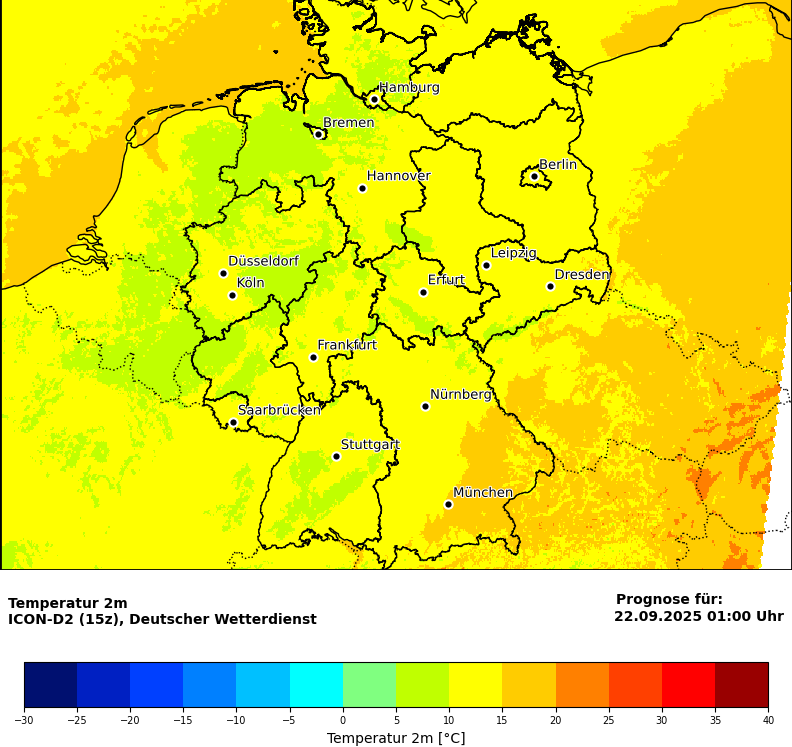 Hamburg
Bremen
Berlin
Hannover
Leipzig
Düsseldorf
Dresden
Köln
Erfurt
Frankfurt
Nürnberg
Saarbrücken
Stuttgart
München
Temperatur 2m
ICON-D2 (15z), Deutscher Wetterdienst
Prognose für:
22.09.2025 01:00 Uhr
−30 −25 −20 −15 −10 −5 0 5 10 15 20 25 30 35 40
Temperatur 2m [°C]